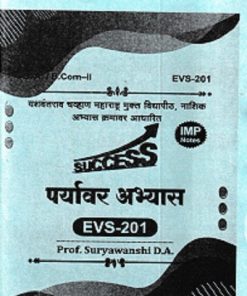 B.Com–II EVS-201
यशवंतराव चव्हाण महाराष्ट्र मुक्त विद्यापीठ, नाशिक
अभ्यास क्रमावर आधारित
IMP
Notes
SUCCESS
पर्यावर अभ्यास
EVS-201
Prof. Suryawanshi D.A.